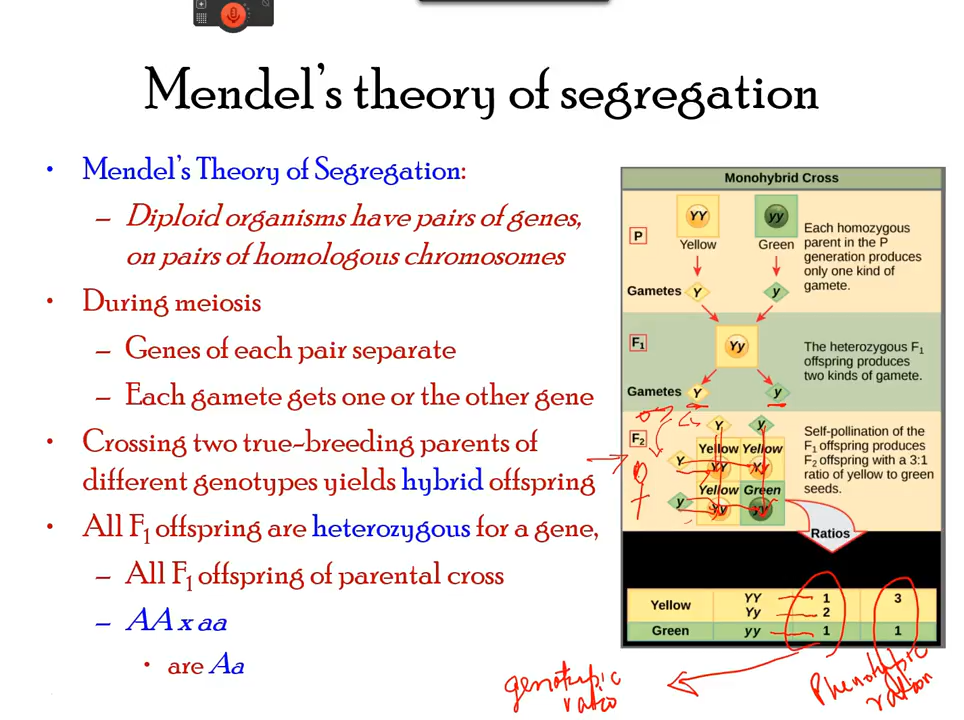 Mendel's theory of segregation
• Mendel's Theory of Segregation:
– Diploid organisms have pairs of genes,
on pairs of homologous chromosomes
• During meiosis
– Genes of each pair separate
– Each gamete gets one or the other gene
• Crossing two true-breeding parents of
different genotypes yields hybrid offspring
• All F1 offspring are heterozygous for a gene,
– All F1 offspring of parental cross
– AA x aa
• are Aa
Monohybrid Cross
P
YY
yy
Yellow
Green
Each homozygous
parent in the P
generation produces
only one kind of
gamete.
Gametes
Y
y
F1
Yy
The heterozygous F1
offspring produces
two kinds of gamete.
Gametes
Y
y
F2
Y
y
Yellow
Yellow
Y
YY
Yy
Yellow
Green
y
Yy
yy
Self-pollination of the
F1 offspring produces
F2 offspring with a 3:1
ratio of yellow to green
seeds.
Ratios
Yellow
YY 1 3
Yy 2
Green yy 1 1
genotypic
ratio
Phenotypic
ration